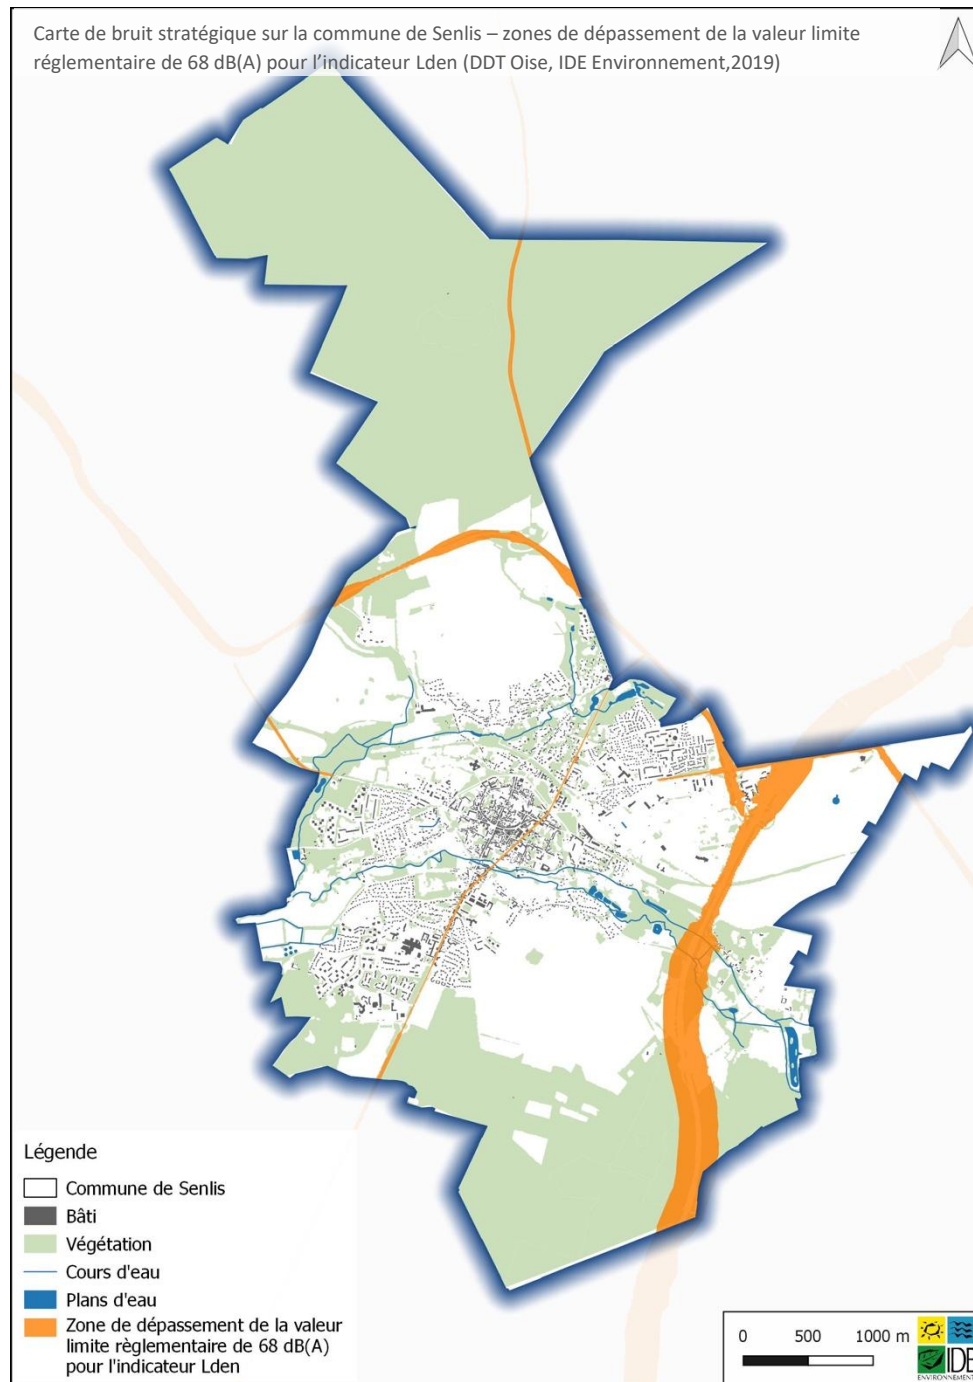 Carte de bruit stratégique sur la commune de Senlis – zones de dépassement de la valeur limite
réglementaire de 68 dB(A) pour l'indicateur Lden (DDT Oise, IDE Environnement,2019)
Légende
Commune de Senlis
Bâti
Végétation
Cours d'eau
Plans d'eau
Zone de dépassement de la valeur
limite règlementaire de 68 dB(A)
pour l'indicateur Lden
0 500 1000 m
IDE
ENVIRONNEMENT